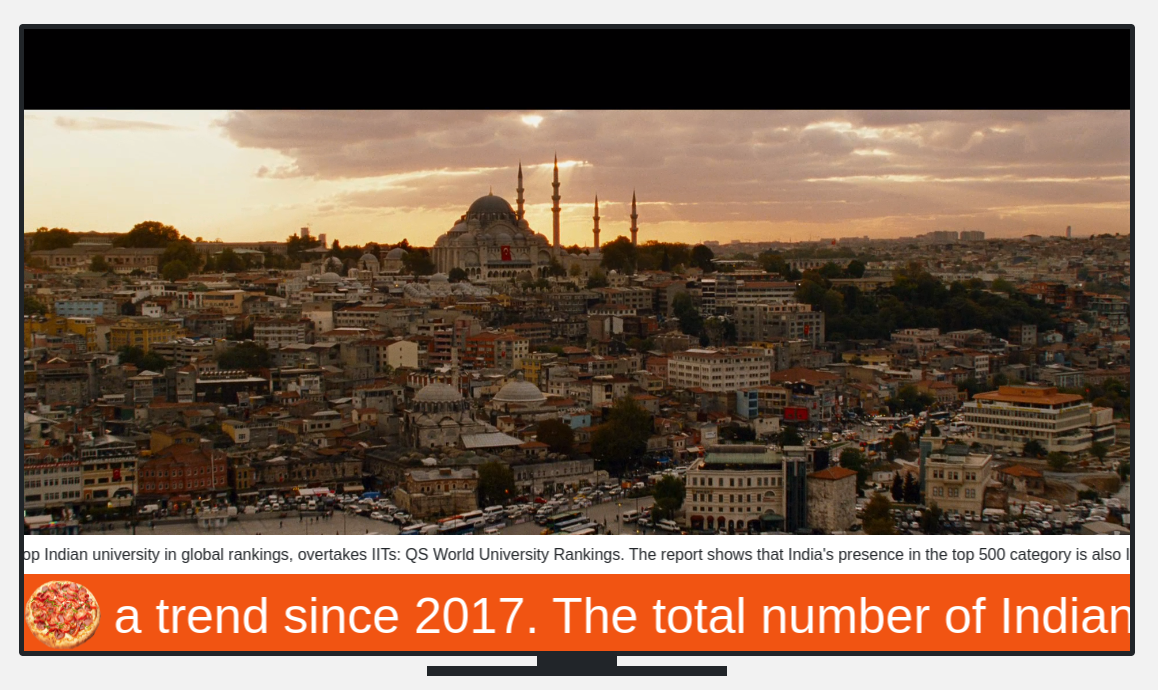 op Indian university in global rankings, overtakes IITs: QS World University Rankings. The report shows that India's presence in the top 500 category is also
a trend since 2017. The total number of Indian